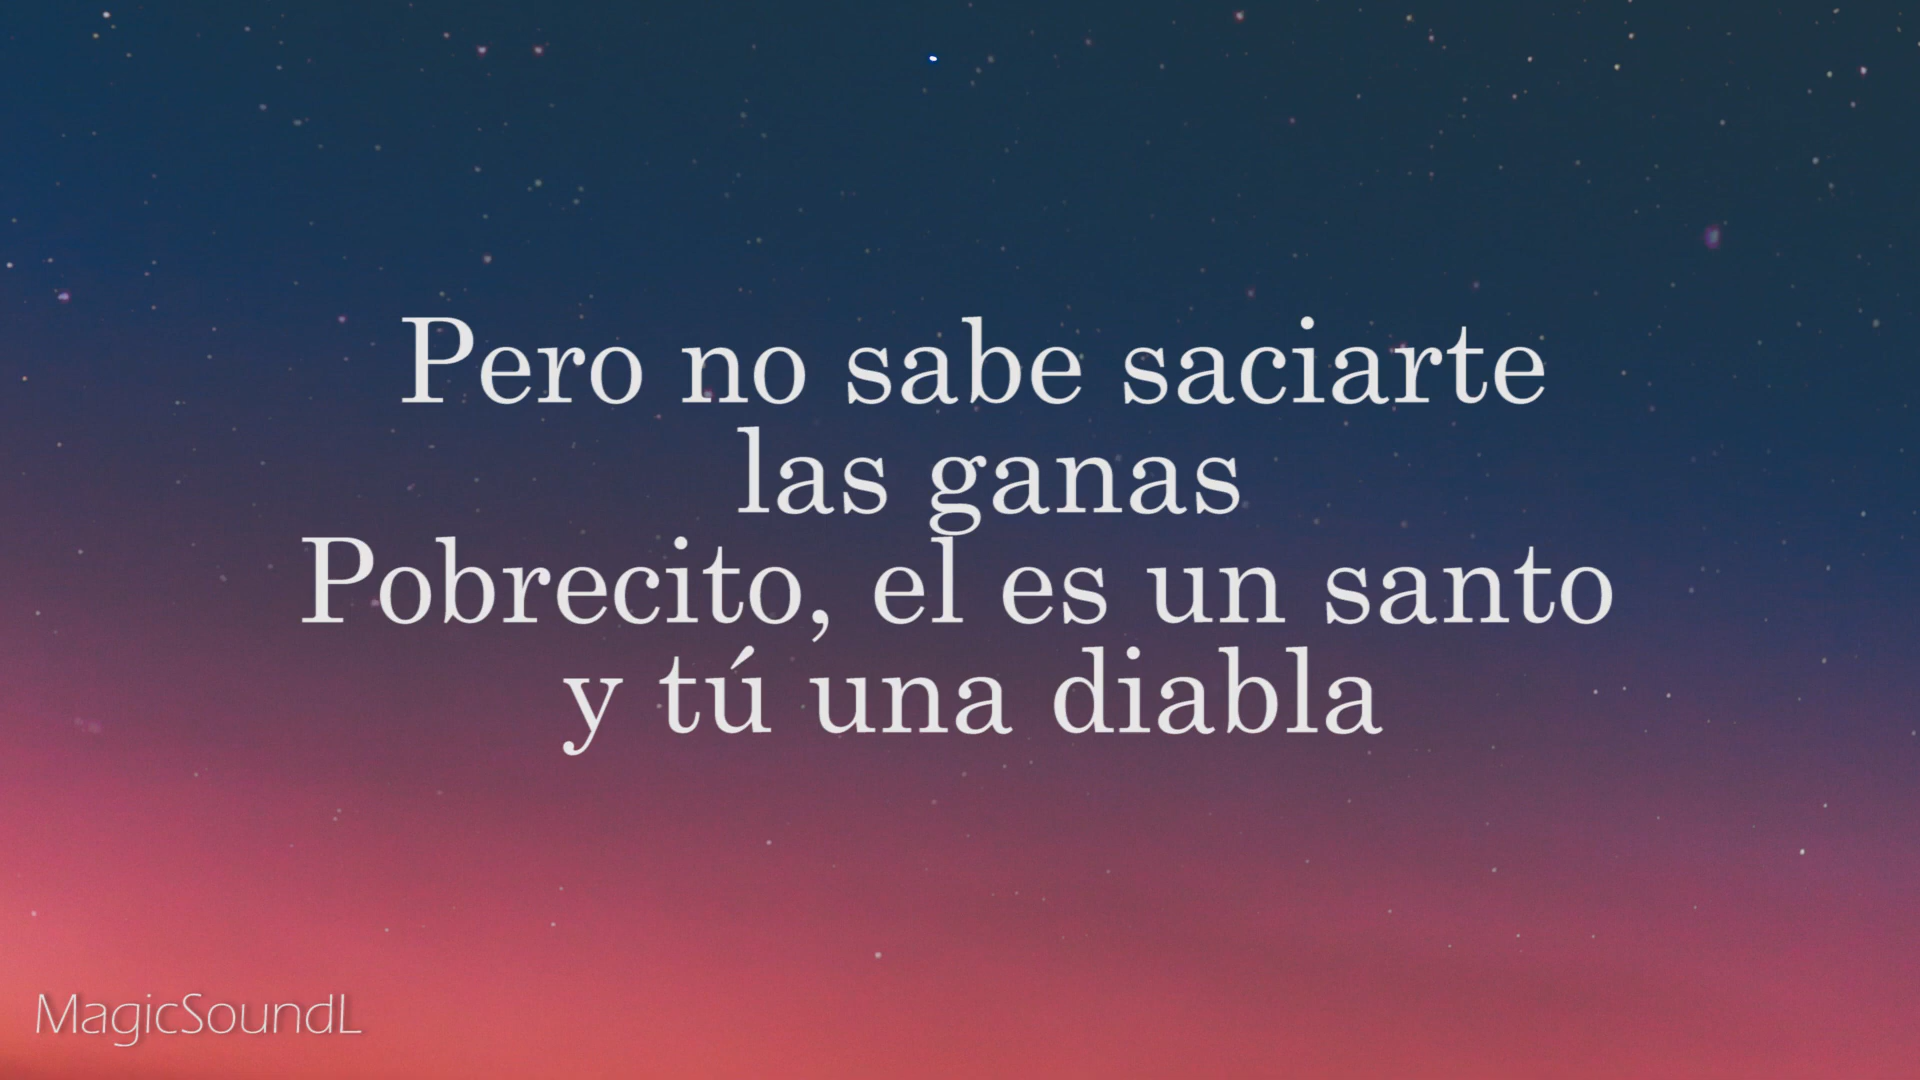 Pero no sabe saciarte
las ganas
Pobrecito, el es un santo
y tú una diabla
MagicSoundL